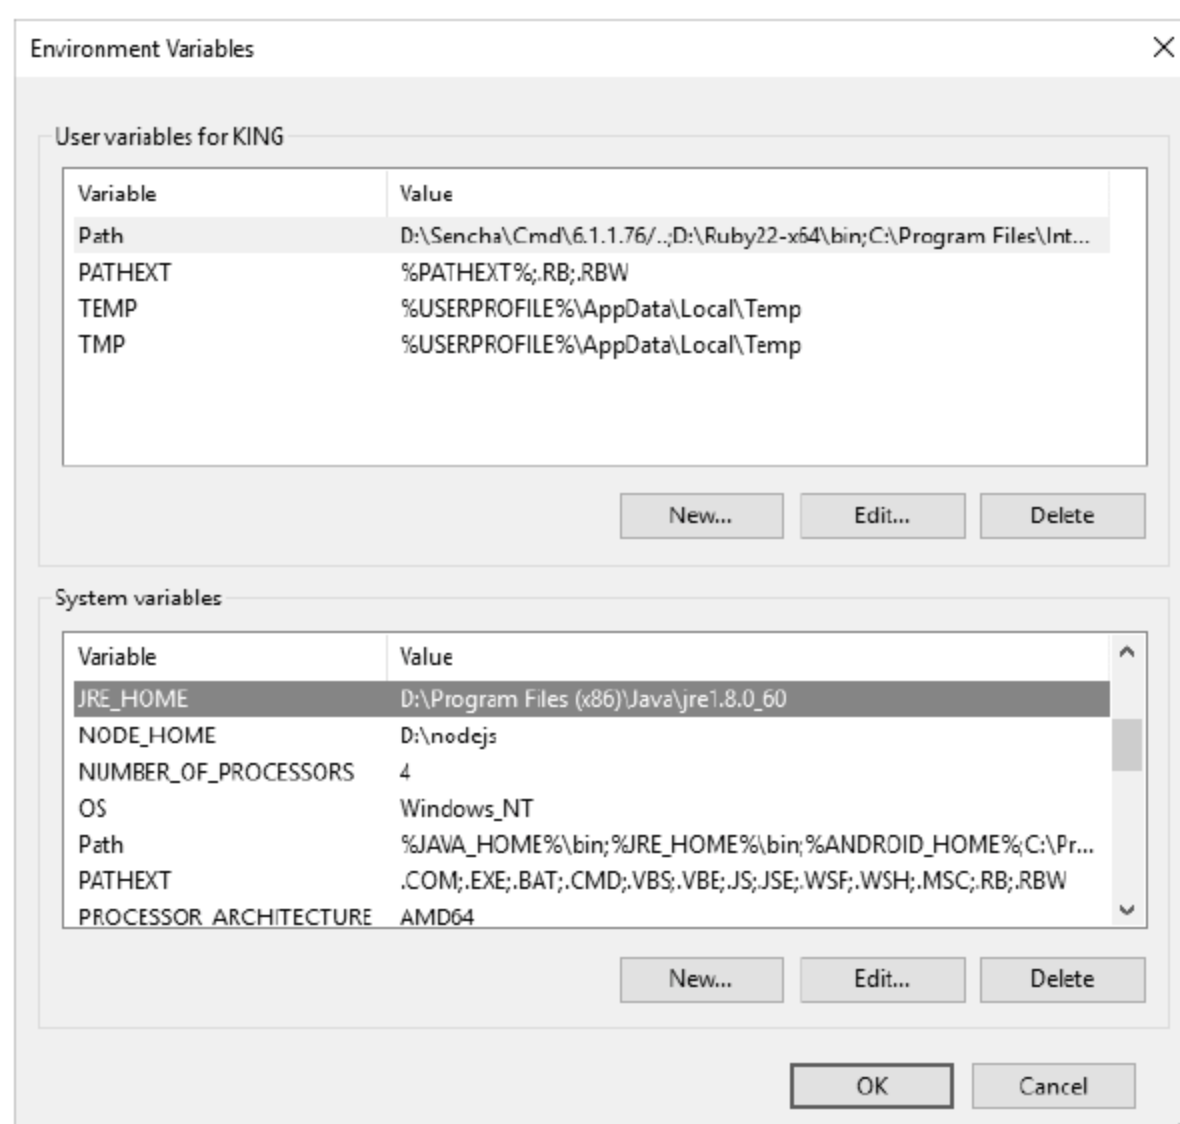 Environment Variables
User variables for KING
Variable Value
Path D:\Sencha\Cmd\6.1.1.76/..;D:\Ruby22-x64\bin;C:\Program Files\Int...
PATHEXT %PATHEXT%;.RB;.RBW
TEMP %USERPROFILE%\AppData\Local\Temp
TMP %USERPROFILE%\AppData\Local\Temp
New... Edit... Delete
System variables
Variable Value
JRE_HOME D:\Program Files (x86)\Java\jre1.8.0_60
NODE_HOME D:\nodejs
NUMBER_OF_PROCESSORS 4
OS Windows_NT
Path %JAVA_HOME%\bin;%JRE_HOME%\bin;%ANDROID_HOME%;C:\Pr...
PATHEXT .COM;.EXE;.BAT;.CMD;.VBS;.VBE;.JS;.JSE;.WSF;.WSH;.MSC;.RB;.RBW
PROCESSOR_ARCHITECTURE AMD64
New... Edit... Delete
OK Cancel